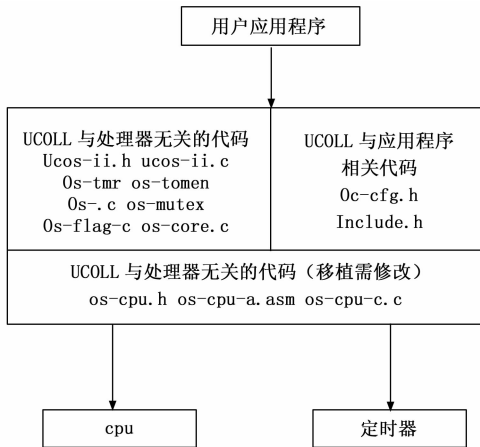 用户应用程序
UCOLL 与处理器无关的代码
Ucos-ii.h ucos-ii.c
Os-tmr os-tomen
Os-.c os-mutex
Os-flag-c os-core.c
UCOLL 与应用程序
相关代码
Oc-cfg.h
Include.h
UCOLL 与处理器无关的代码（移植需修改）
os-cpu.h os-cpu-a.asm os-cpu-c.c
cpu
定时器